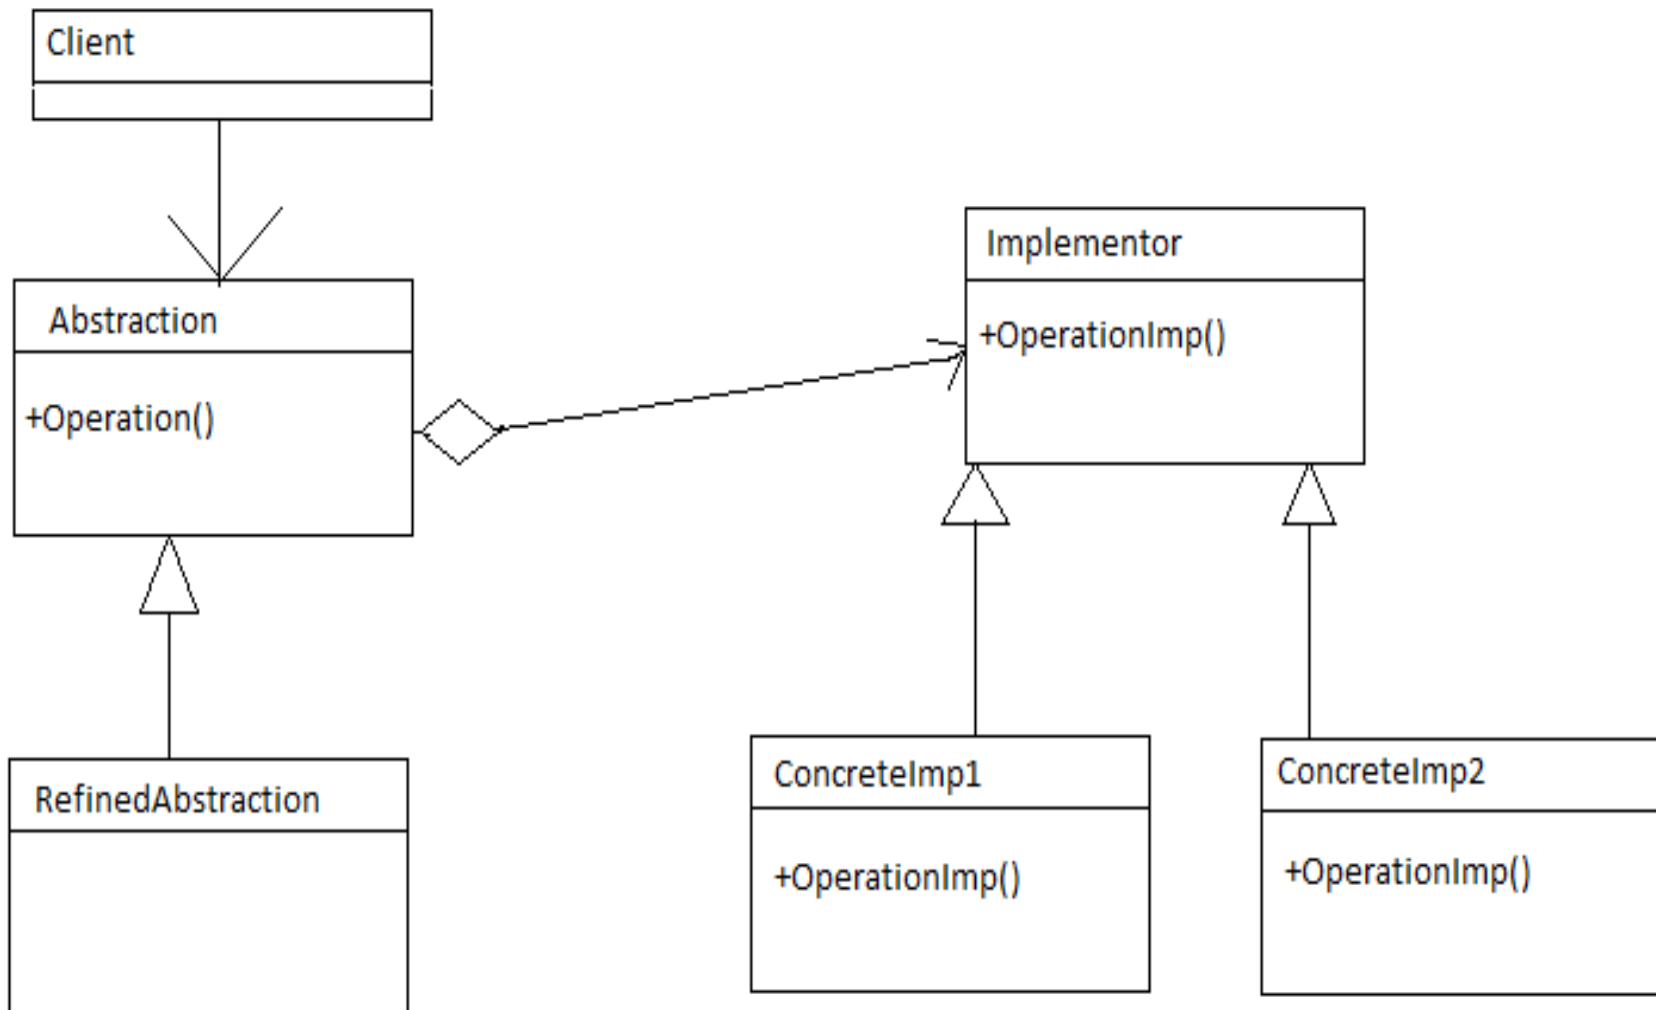 Client
Abstraction
+Operation()
Implementor
+OperationImp()
RefinedAbstraction
ConcreteImp1
+OperationImp()
ConcreteImp2
+OperationImp()